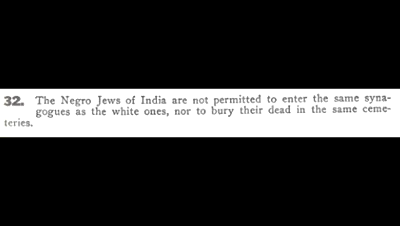 32. The Negro Jews of India are not permitted to enter the same syna-
gogues as the white ones, nor to bury their dead in the same ceme-
teries.